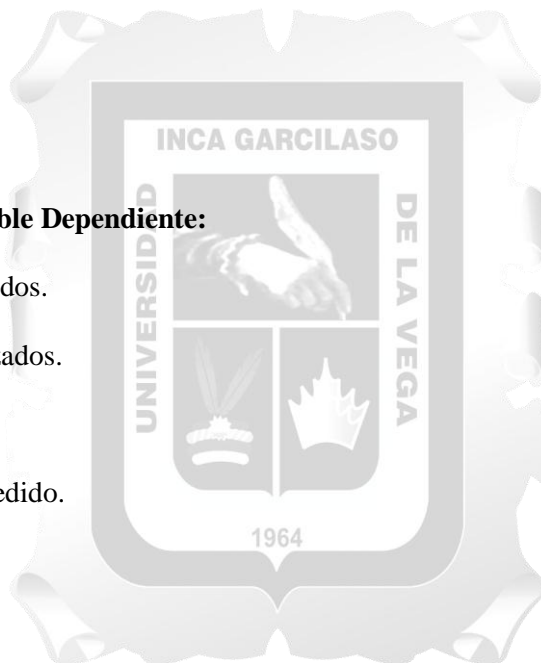 INCA GARCILASO
UNIVERSIDAD
DE LA VEGA
ble Dependiente:
dos.
ados.
edido.
1964